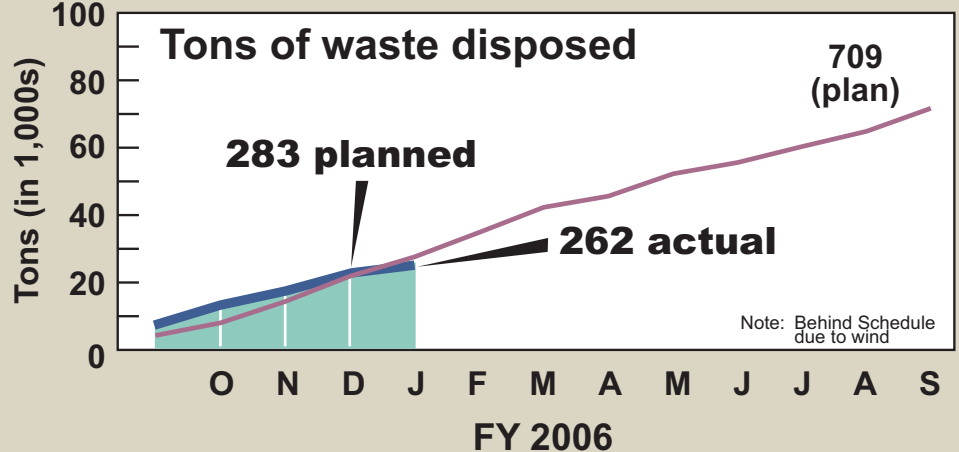 Tons of waste disposed
Tons (in 1,000s)
100
80
60
40
20
0
283 planned
262 actual
709
(plan)
Note: Behind Schedule
due to wind
O N D J F M A M J J A S
FY 2006